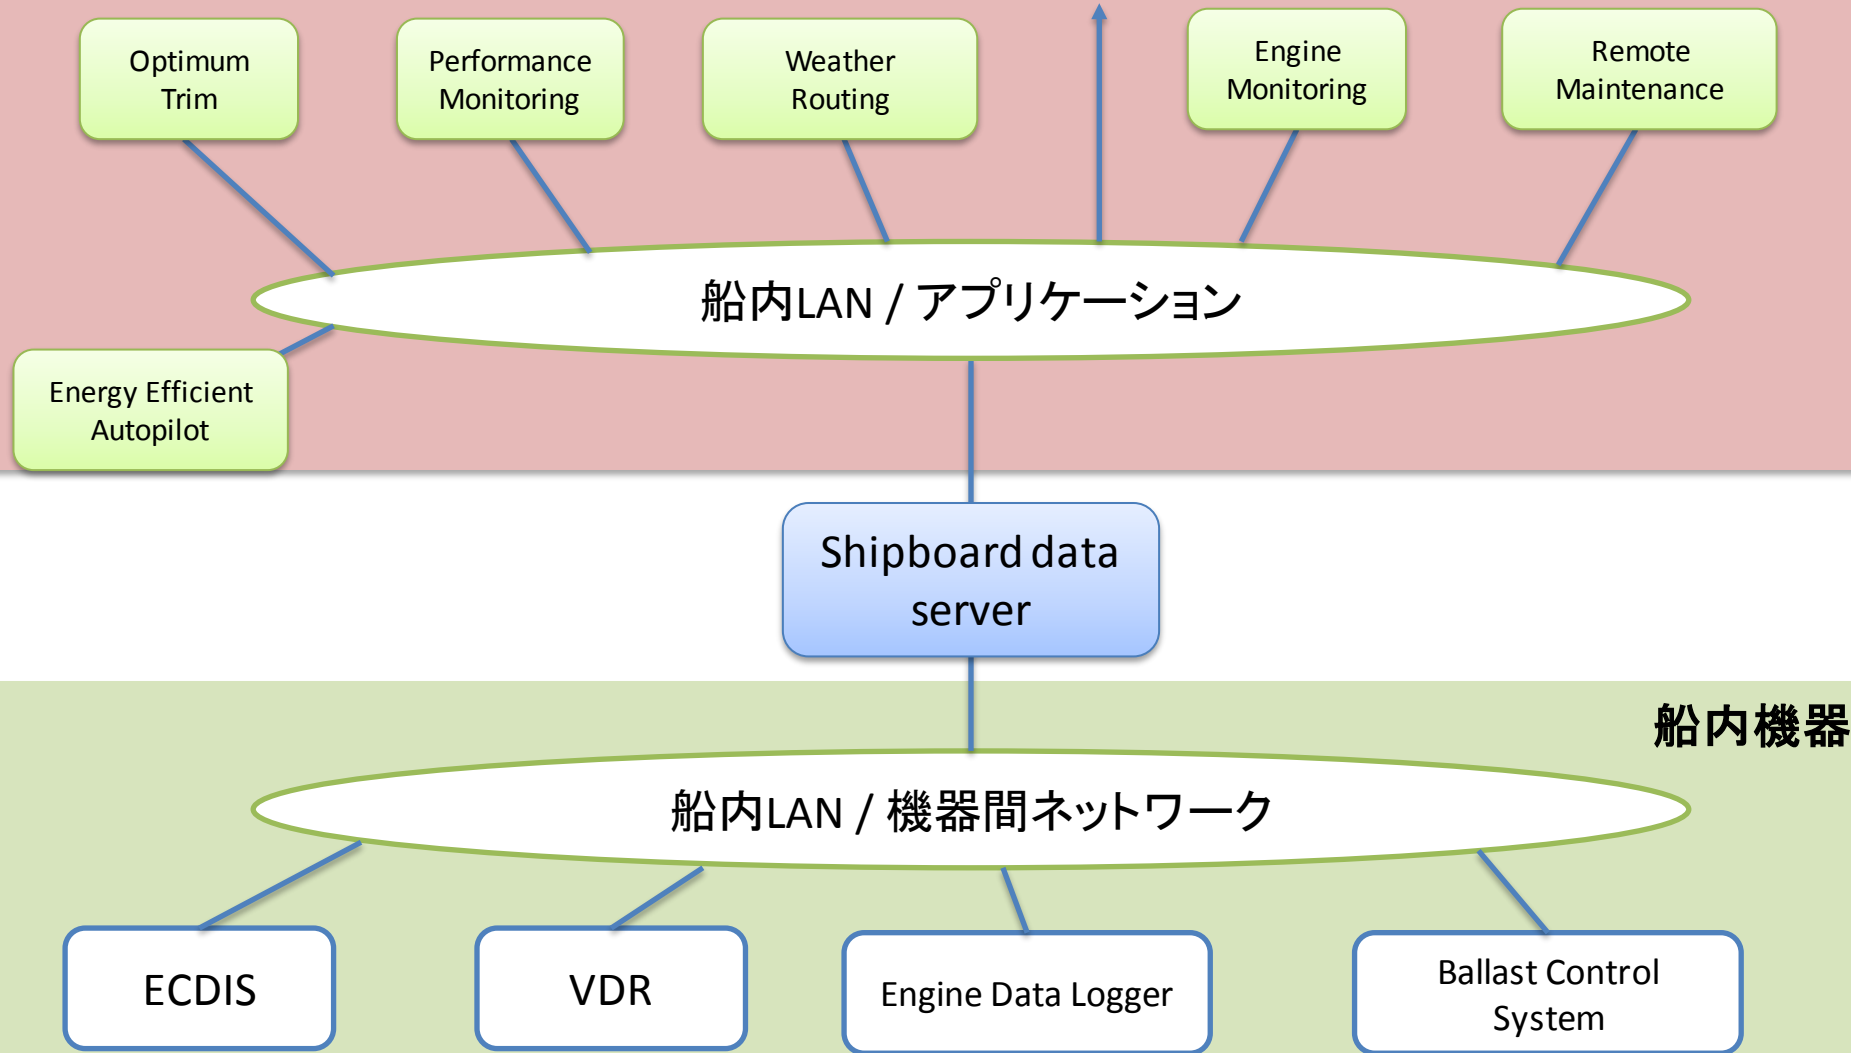 Optimum
Trim
Performance
Monitoring
Weather
Routing
Engine
Monitoring
Remote
Maintenance
船内LAN / アプリケーション
Energy Efficient
Autopilot
Shipboard data
server
船内機器
船内LAN / 機器間ネットワーク
ECDIS
VDR
Engine Data Logger
Ballast Control
System